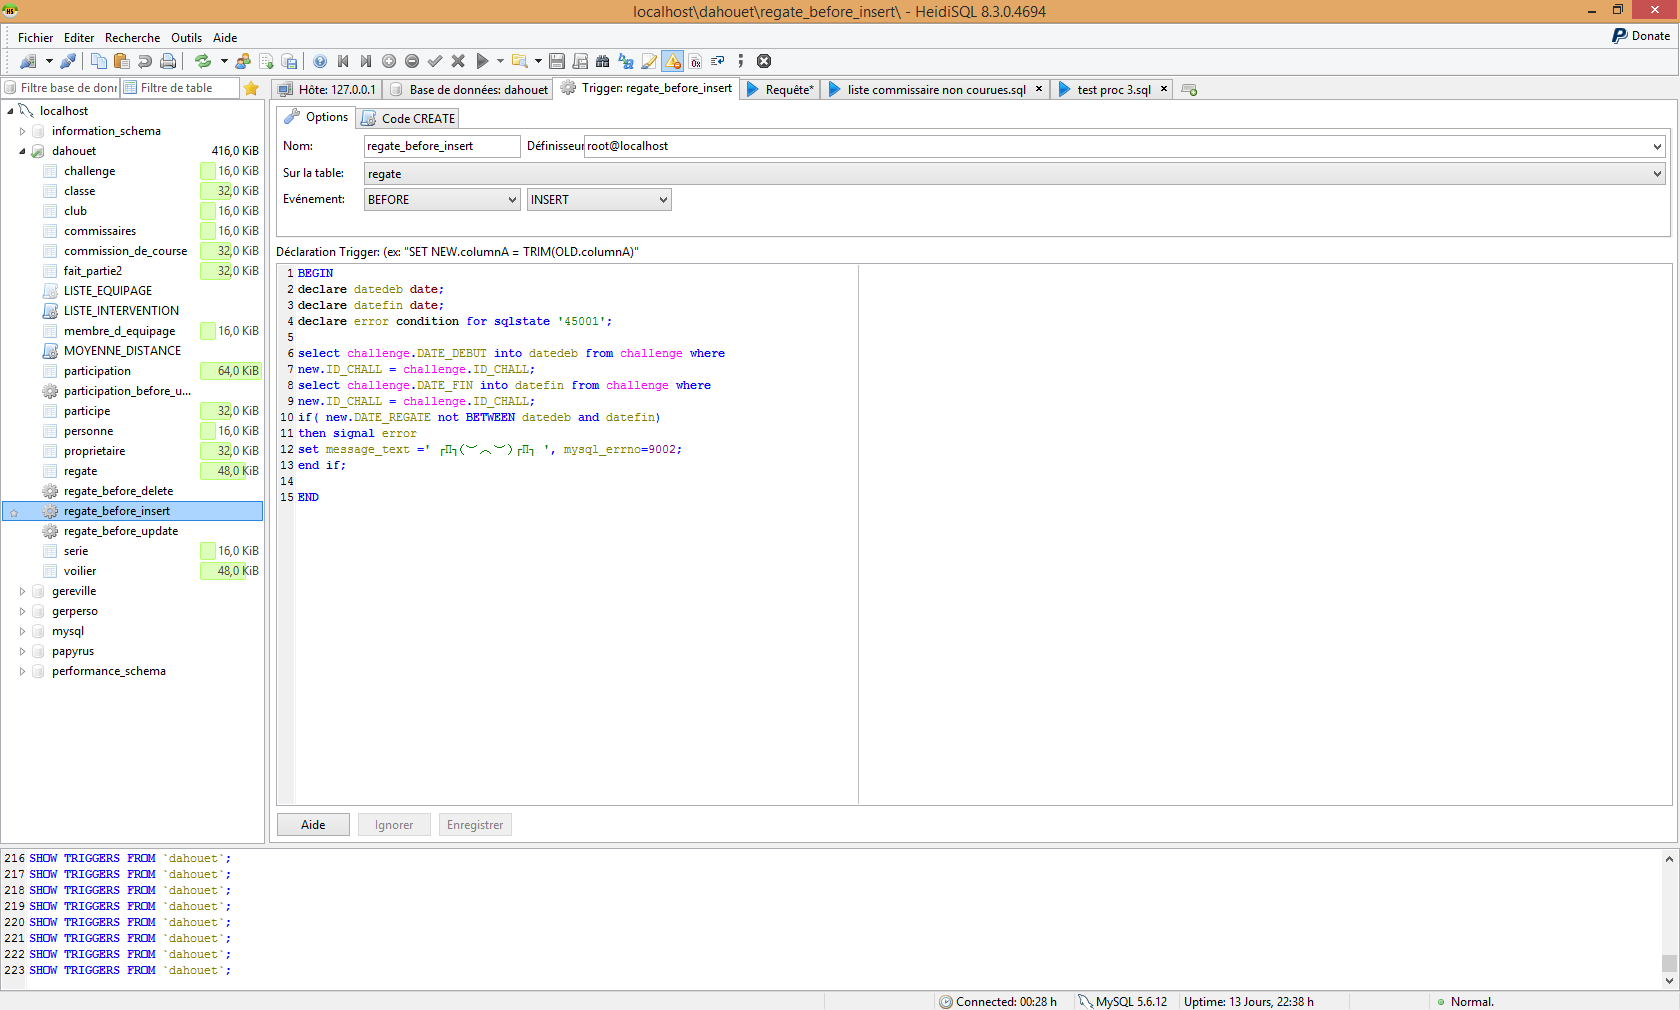 localhost\dahouet\regate_before_insert\ - HeidiSQL 8.3.0.4694
Fichier Editer Recherche Outils Aide
Donate
Filtre base de donn Filtre de table
Hôte: 127.0.0.1 Base de données: dahouet Trigger: regate_before_insert Requête* liste commissaire non courues.sql test proc 3.sql
localhost
information_schema
dahouet 416,0 KiB
challenge 16,0 KiB
classe 32,0 KiB
club 16,0 KiB
commissaires 16,0 KiB
commission_de_course 32,0 KiB
fait_partie2 32,0 KiB
LISTE_EQUIPAGE
LISTE_INTERVENTION
membre_d_equipage 16,0 KiB
MOYENNE_DISTANCE
participation 64,0 KiB
participation_before_u...
participe 32,0 KiB
personne 16,0 KiB
proprietaire 32,0 KiB
regate 48,0 KiB
regate_before_delete
regate_before_insert
regate_before_update
serie 16,0 KiB
voilier 48,0 KiB
gereville
gerperso
mysql
papyrus
performance_schema
Options Code CREATE
Nom: regate_before_insert Définisseur root@localhost
Sur la table: regate
Evénement: BEFORE INSERT
Déclaration Trigger: (ex: "SET NEW.columnA = TRIM(OLD.columnA)"
1 BEGIN
2 declare datedeb date;
3 declare datefin date;
4 declare error condition for sqlstate '45001';
5
6 select challenge.DATE_DEBUT into datedeb from challenge where
7 new.ID_CHALL = challenge.ID_CHALL;
8 select challenge.DATE_FIN into datefin from challenge where
9 new.ID_CHALL = challenge.ID_CHALL;
10 if( new.DATE_REGATE not BETWEEN datedeb and datefin)
11 then signal error
12 set message_text =' ┌∏┐(︶︿︶)┌∏┐ ', mysql_errno=9002;
13 end if;
14
15 END
Aide Ignorer Enregistrer
216 SHOW TRIGGERS FROM `dahouet`;
217 SHOW TRIGGERS FROM `dahouet`;
218 SHOW TRIGGERS FROM `dahouet`;
219 SHOW TRIGGERS FROM `dahouet`;
220 SHOW TRIGGERS FROM `dahouet`;
221 SHOW TRIGGERS FROM `dahouet`;
222 SHOW TRIGGERS FROM `dahouet`;
223 SHOW TRIGGERS FROM `dahouet`;
Connected: 00:28 h MySQL 5.6.12 Uptime: 13 Jours, 22:38 h Normal.